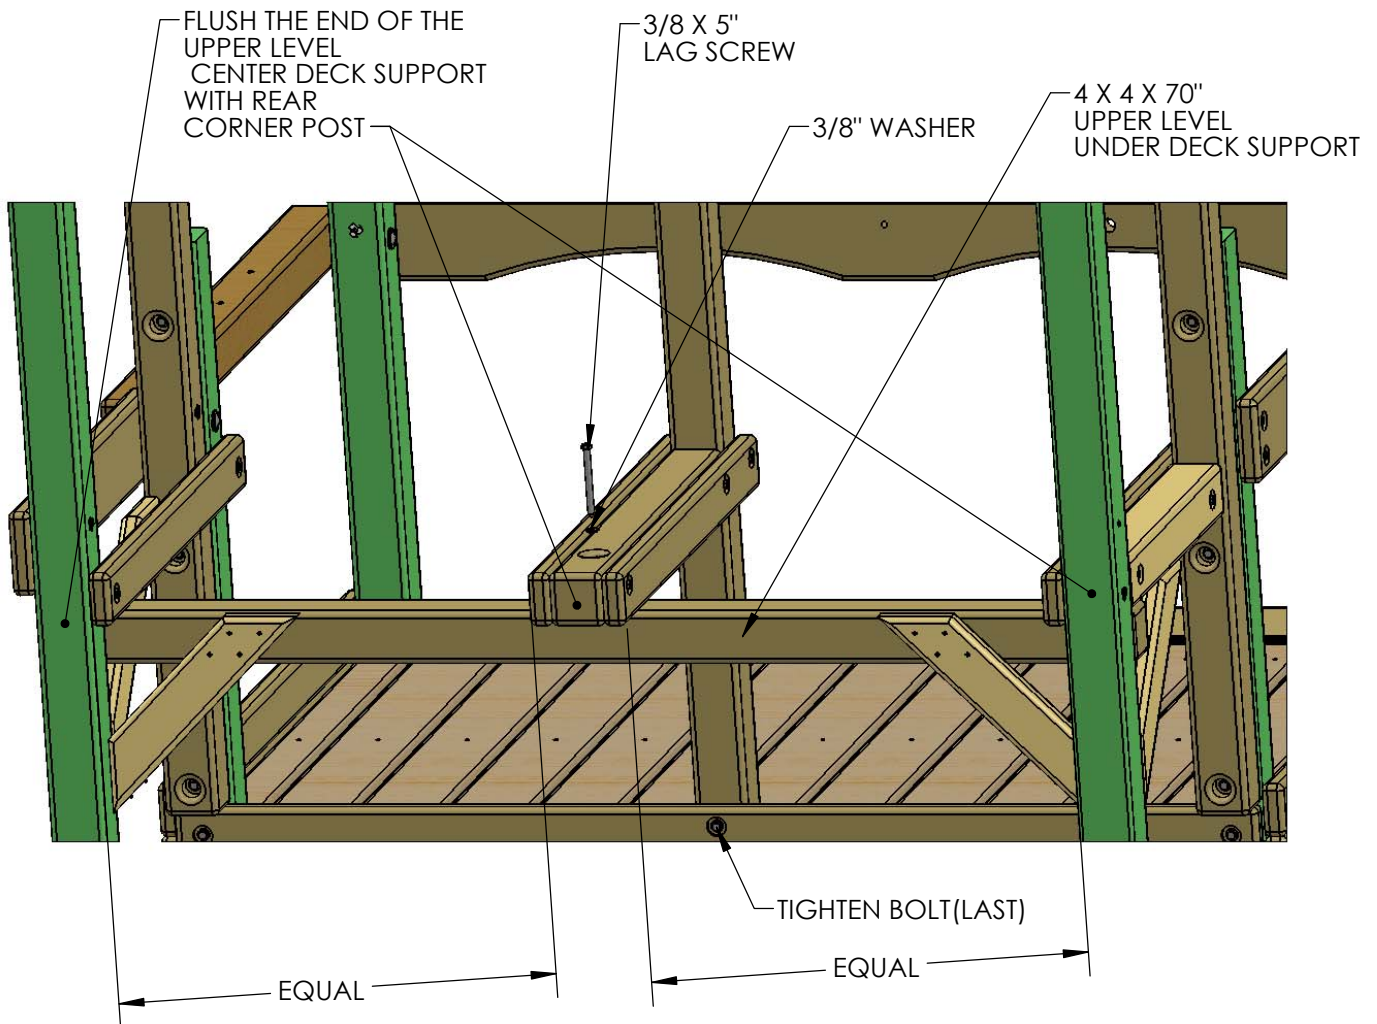 FLUSH THE END OF THE
UPPER LEVEL
CENTER DECK SUPPORT
WITH REAR
CORNER POST
3/8 X 5"
LAG SCREW
3/8" WASHER
4 X 4 X 70"
UPPER LEVEL
UNDER DECK SUPPORT
TIGHTEN BOLT(LAST)
EQUAL
EQUAL